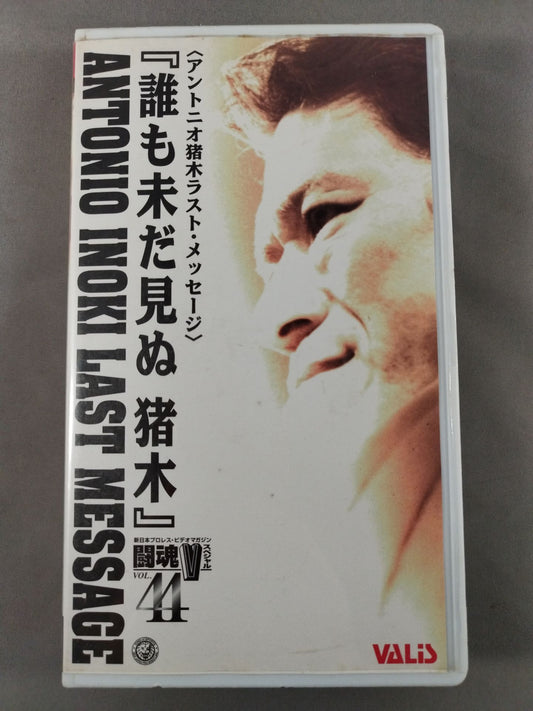 〈アントニオ猪木ラスト・メッセージ〉
『誰も未だ見ぬ 猪木』
ANTONIO INOKI LAST MESSAGE
新日本プロレス・ビデオマガジン
闘魂Vスペシャル
VOL.44
VALiS